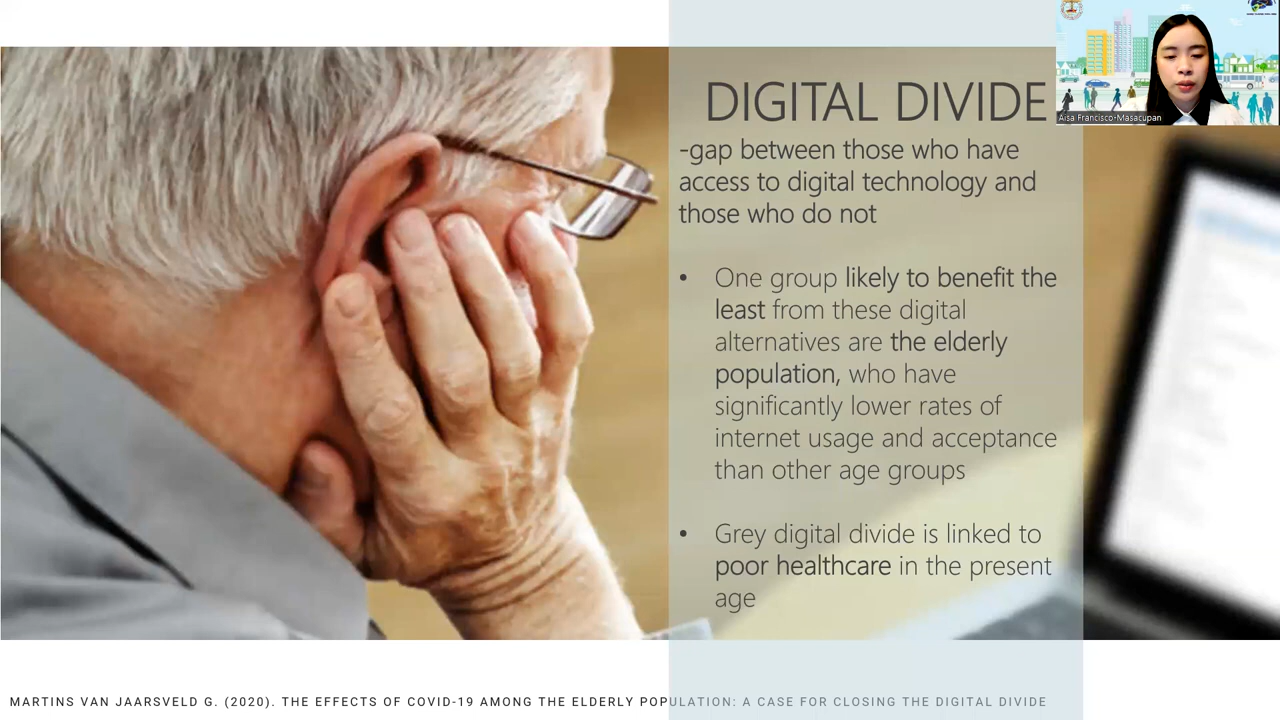 DIGITAL DIVIDE
Aisa Francisco-Masacupan
-gap between those who have
access to digital technology and
those who do not
• One group likely to benefit the
least from these digital
alternatives are the elderly
population, who have
significantly lower rates of
internet usage and acceptance
than other age groups
• Grey digital divide is linked to
poor healthcare in the present
age
MARTINS VAN JAARSVELD G. (2020). THE EFFECTS OF COVID-19 AMONG THE ELDERLY POPULATION: A CASE FOR CLOSING THE DIGITAL DIVIDE